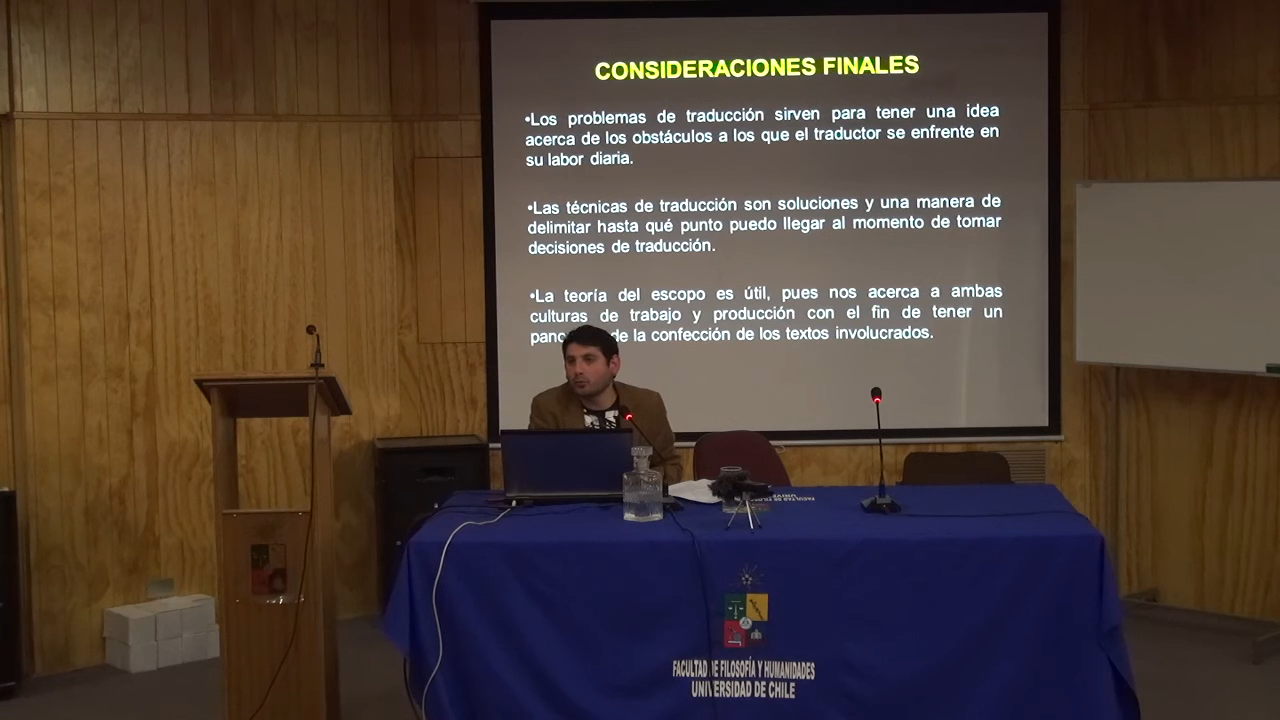 CONSIDERACIONES FINALES
•Los problemas de traducción sirven para tener una idea
acerca de los obstáculos a los que el traductor se enfrente en
su labor diaria.
•Las técnicas de traducción son soluciones y una manera de
delimitar hasta qué punto puedo llegar al momento de tomar
decisiones de traducción.
•La teoría del escopo es útil, pues nos acerca a ambas
culturas de trabajo y producción con el fin de tener un
de la confección de los textos involucrados.
FACULTAD DE FILOSOFÍA Y HUMANIDADES
UNIVERSIDAD DE CHILE